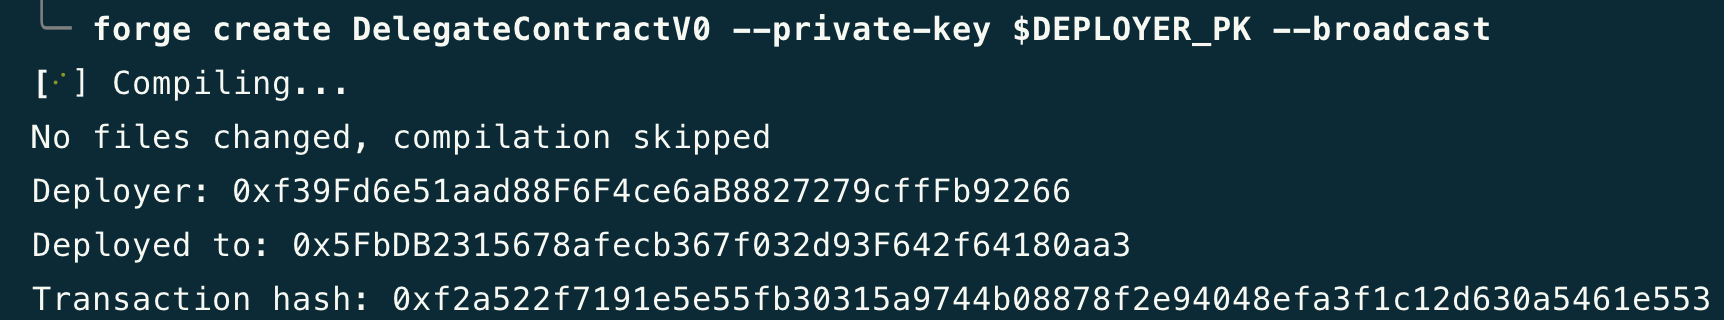 forge create DelegateContractV0 --private-key $DEPLOYER_PK --broadcast
[⠊] Compiling...
No files changed, compilation skipped
Deployer: 0xf39Fd6e51aad88F6F4ce6aB8827279cffFb92266
Deployed to: 0x5FbDB2315678afecb367f032d93F642f64180aa3
Transaction hash: 0xf2a522f7191e5e55fb30315a9744b08878f2e94048efa3f1c12d630a5461e553